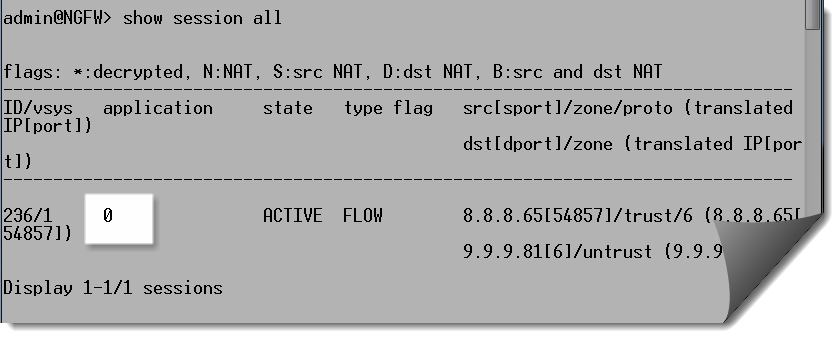 admin@NGFW> show session all
flags: *:decrypted, N:NAT, S:src NAT, D:dst NAT, B:src and dst NAT
--------------------------------------------------------------------------------
ID/vsys application state type flag src[sport]/zone/proto (translated
IP[port])
dst[dport]/zone (translated IP[por
t])
--------------------------------------------------------------------------------
236/1 0 ACTIVE FLOW 8.8.8.65[54857]/trust/6 (8.8.8.65[
54857])
9.9.9.81[6]/untrust (9.9.9
Display 1-1/1 sessions